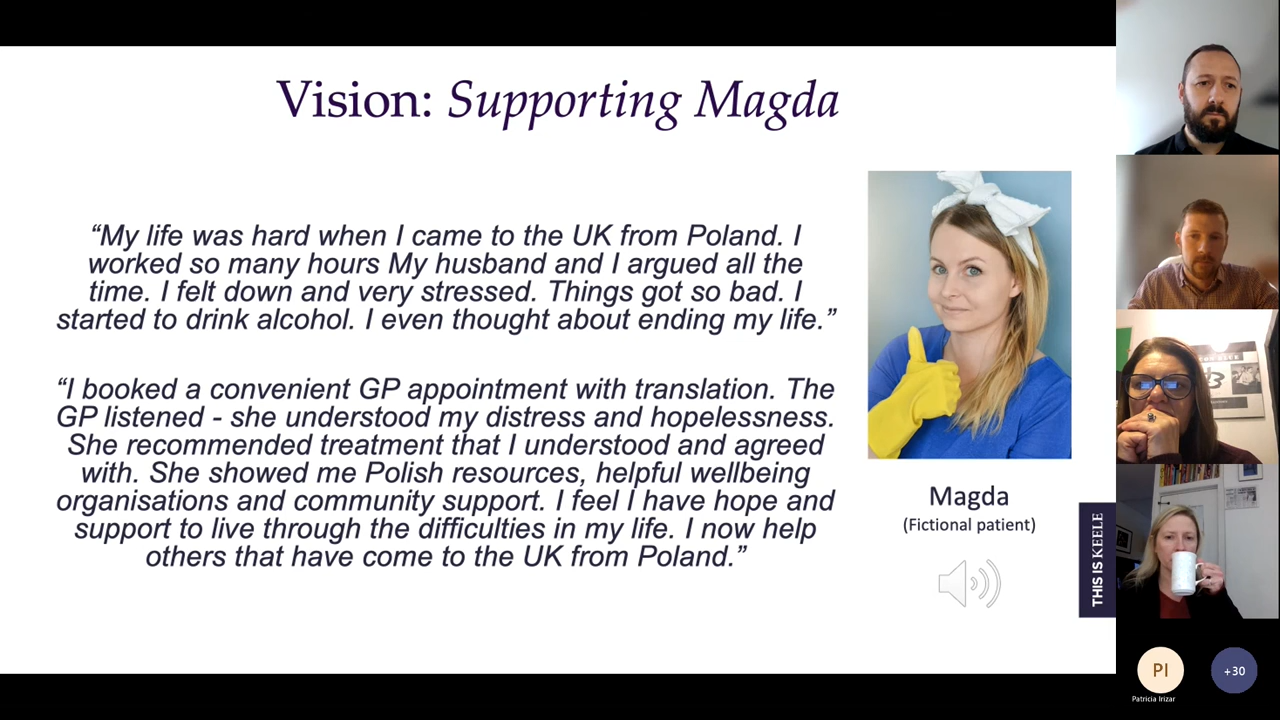 Vision: Supporting Magda
“My life was hard when I came to the UK from Poland. I
worked so many hours My husband and I argued all the
time. I felt down and very stressed. Things got so bad. I
started to drink alcohol. I even thought about ending my life.”
“I booked a convenient GP appointment with translation. The
GP listened - she understood my distress and hopelessness.
She recommended treatment that I understood and agreed
with. She showed me Polish resources, helpful wellbeing
organisations and community support. I feel I have hope and
support to live through the difficulties in my life. I now help
others that have come to the UK from Poland.”
Magda
(Fictional patient)
THIS IS KEELE
PI
Patricia Irizar
+30